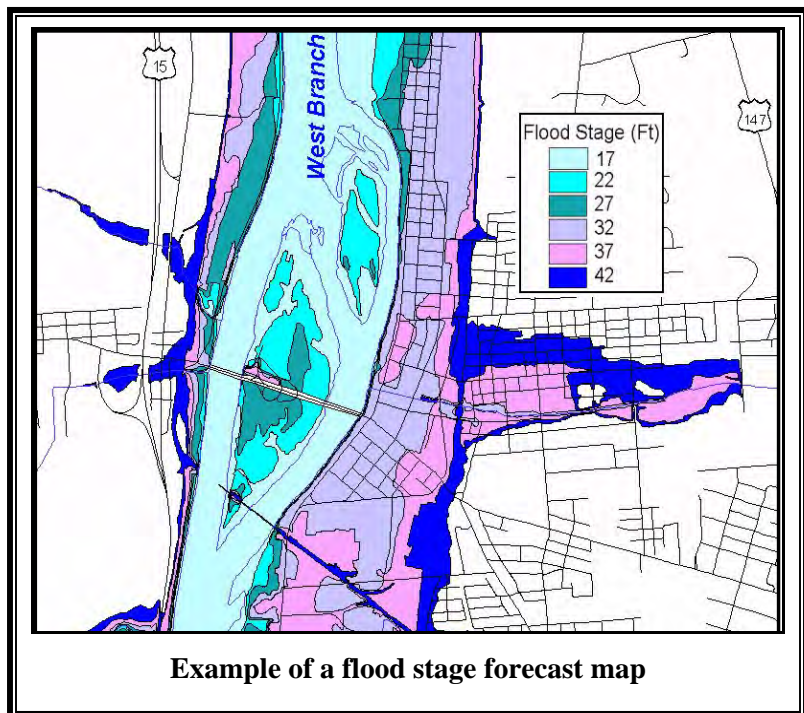 15
West Branch
147
Flood Stage (Ft)
17
22
27
32
37
42
Example of a flood stage forecast map